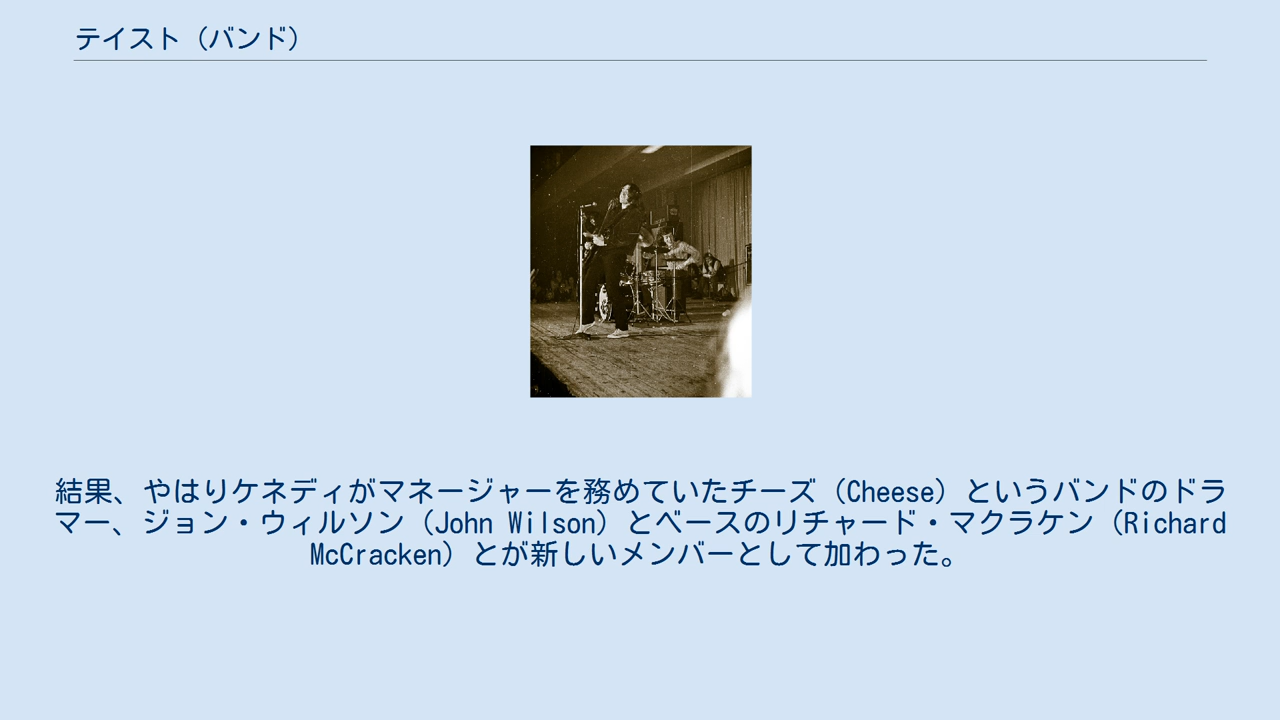 テイスト（バンド）
結果、やはりケネディがマネージャーを務めていたチーズ（Cheese）というバンドのドラ
マー、ジョン・ウィルソン（John Wilson）とベースのリチャード・マクラケン（Richard
McCracken）とが新しいメンバーとして加わった。